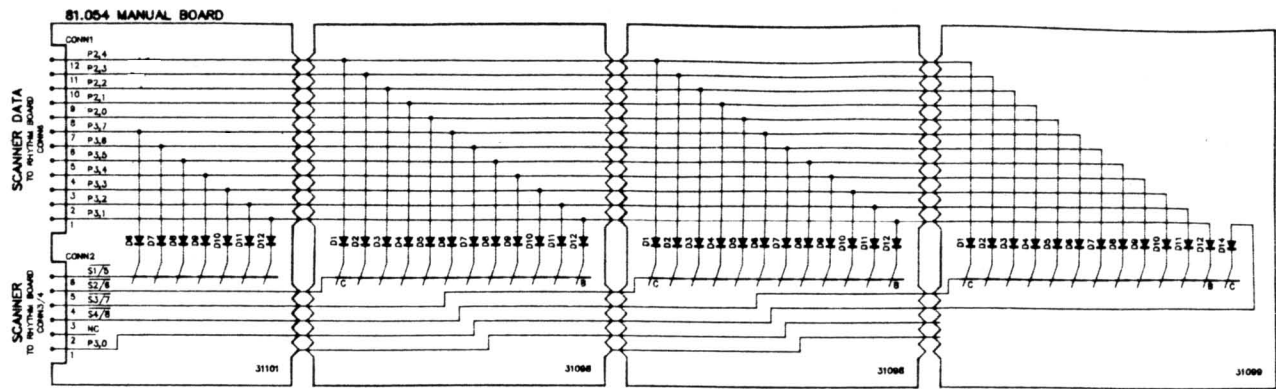 81.054 MANUAL BOARD
CONN1
SCANNER DATA
TO RHYTHM BOARD
CONN5
P2,4
12 P2,3
11 P2,2
10 P2,1
9 P2,0
8 P3,7
7 P3,6
6 P3,5
5 P3,4
4 P3,3
3 P3,2
2 P3,1
1
D6 D7 D8 D9 D10 D11 D12
D1 D2 D3 D4 D5 D6 D7 D8 D9 D10 D11 D12
D1 D2 D3 D4 D5 D6 D7 D8 D9 D10 D11 D12
D1 D2 D3 D4 D5 D6 D7 D8 D9 D10 D11 D12 D14
C B C B C B C
CONN2
SCANNER
TO RHYTHM BOARD
CONN3/4
S1/5
6 S2/6
5 S3/7
4 S4/8
3 NC
2 P3,0
1
31101 31098 31098 31099